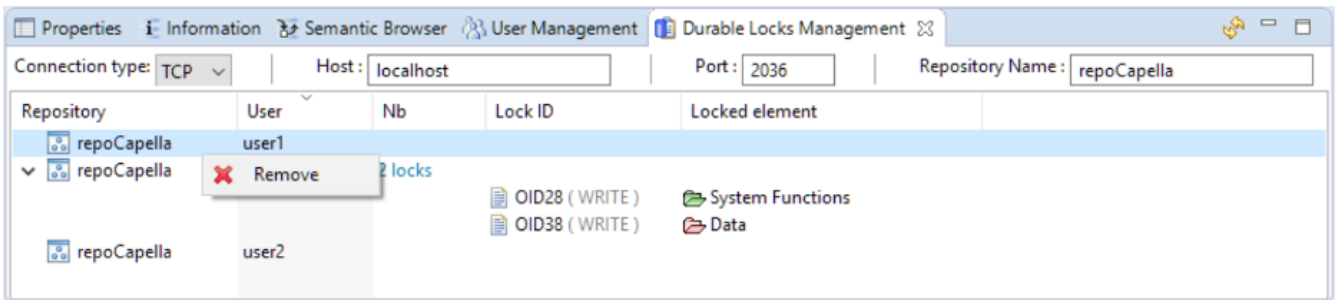 Properties Information Semantic Browser User Management Durable Locks Management
Connection type: TCP Host: localhost Port: 2036 Repository Name: repoCapella
Repository User Nb Lock ID Locked element
repoCapella user1
repoCapella 2 locks
Remove
OID28 ( WRITE ) System Functions
OID38 ( WRITE ) Data
repoCapella user2